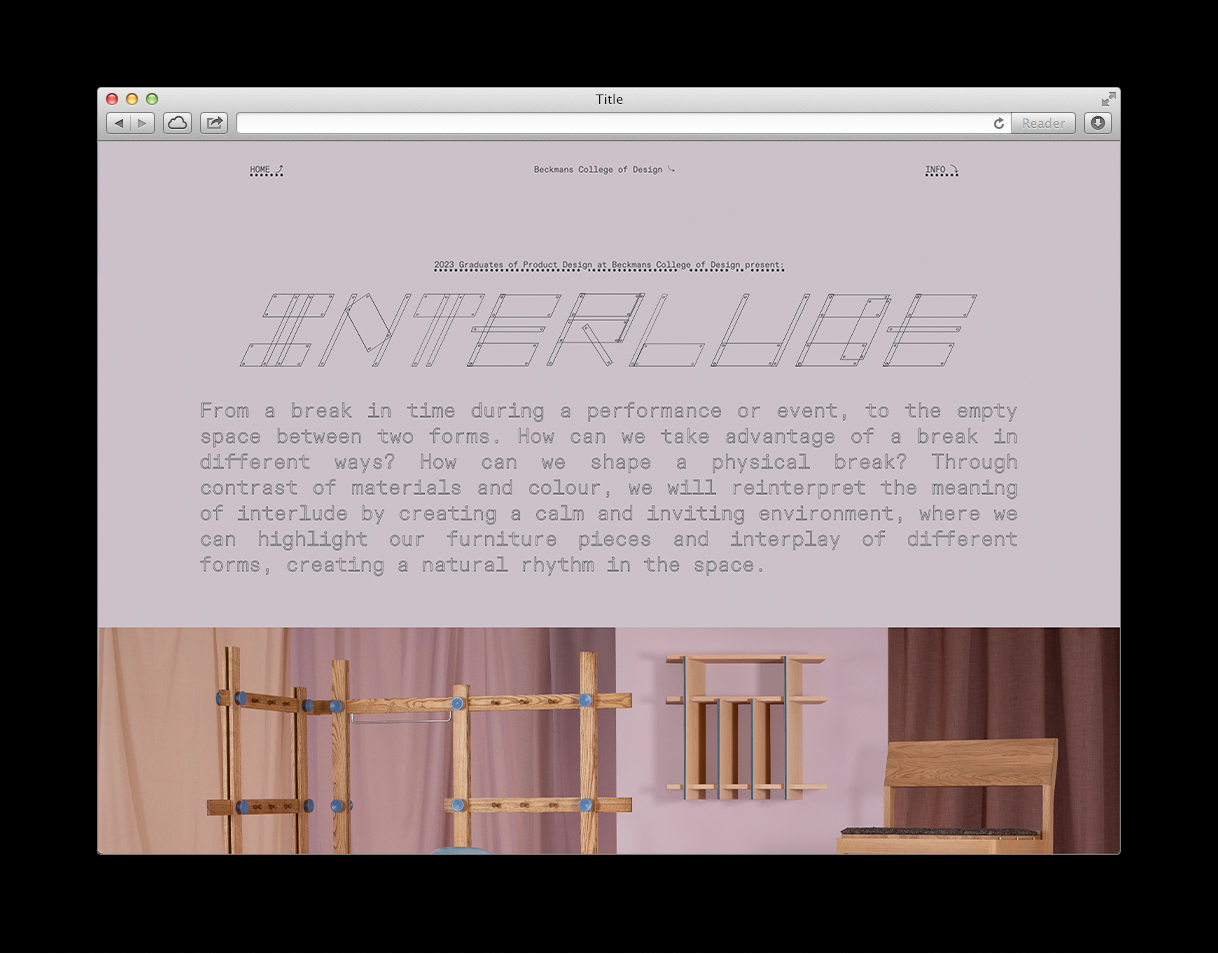 Title
Reader
HOME
Beckmans College of Design
INFO
2023 Graduates of Product Design at Beckmans College of Design present:
INTERLUDE
From a break in time during a performance or event, to the empty
space between two forms. How can we take advantage of a break in
different ways? How can we shape a physical break? Through
contrast of materials and colour, we will reinterpret the meaning
of interlude by creating a calm and inviting environment, where we
can highlight our furniture pieces and interplay of different
forms, creating a natural rhythm in the space.